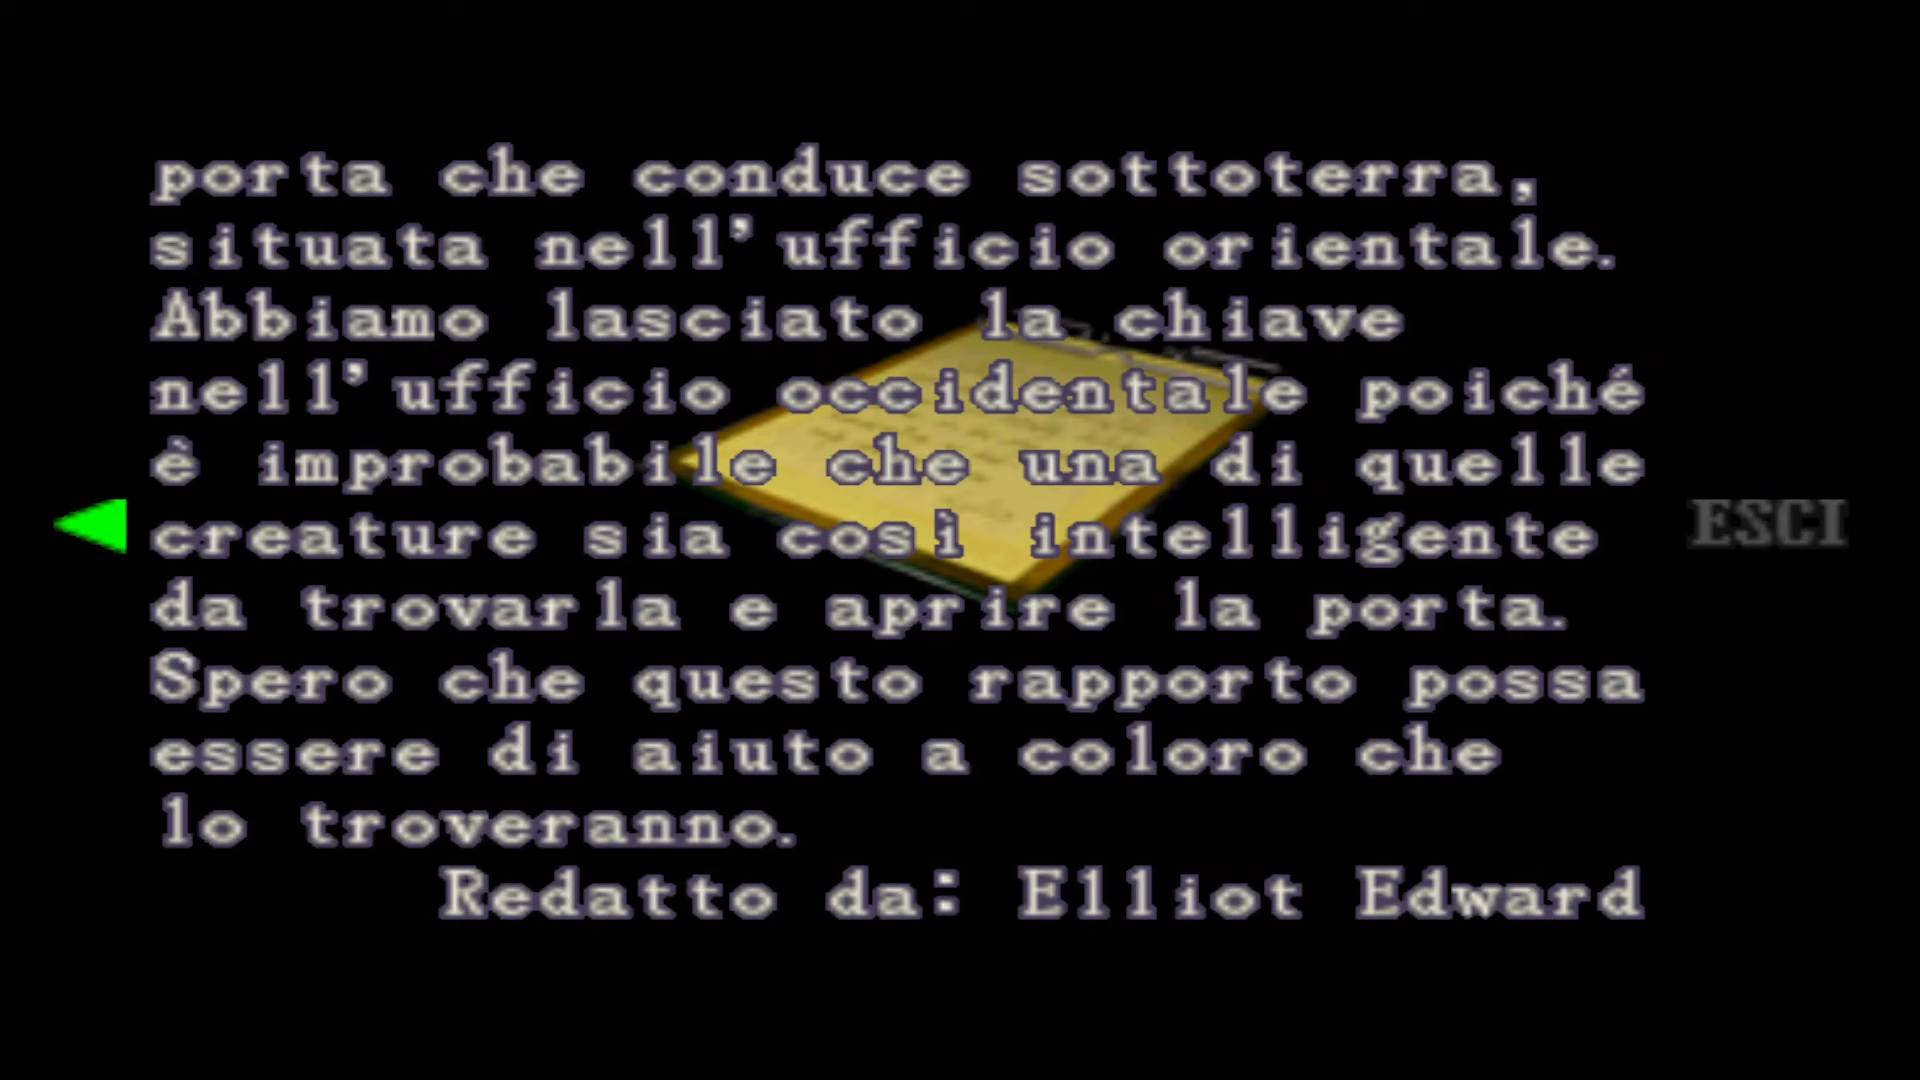 porta che conduce sottoterra,
situata nell'ufficio orientale.
Abbiamo lasciato la chiave
nell'ufficio occidentale poiché
è improbabile che una di quelle
creature sia così intelligente
da trovarla e aprire la porta.
Spero che questo rapporto possa
essere di aiuto a coloro che
lo troveranno.
Redatto da: Elliot Edward
ESCI